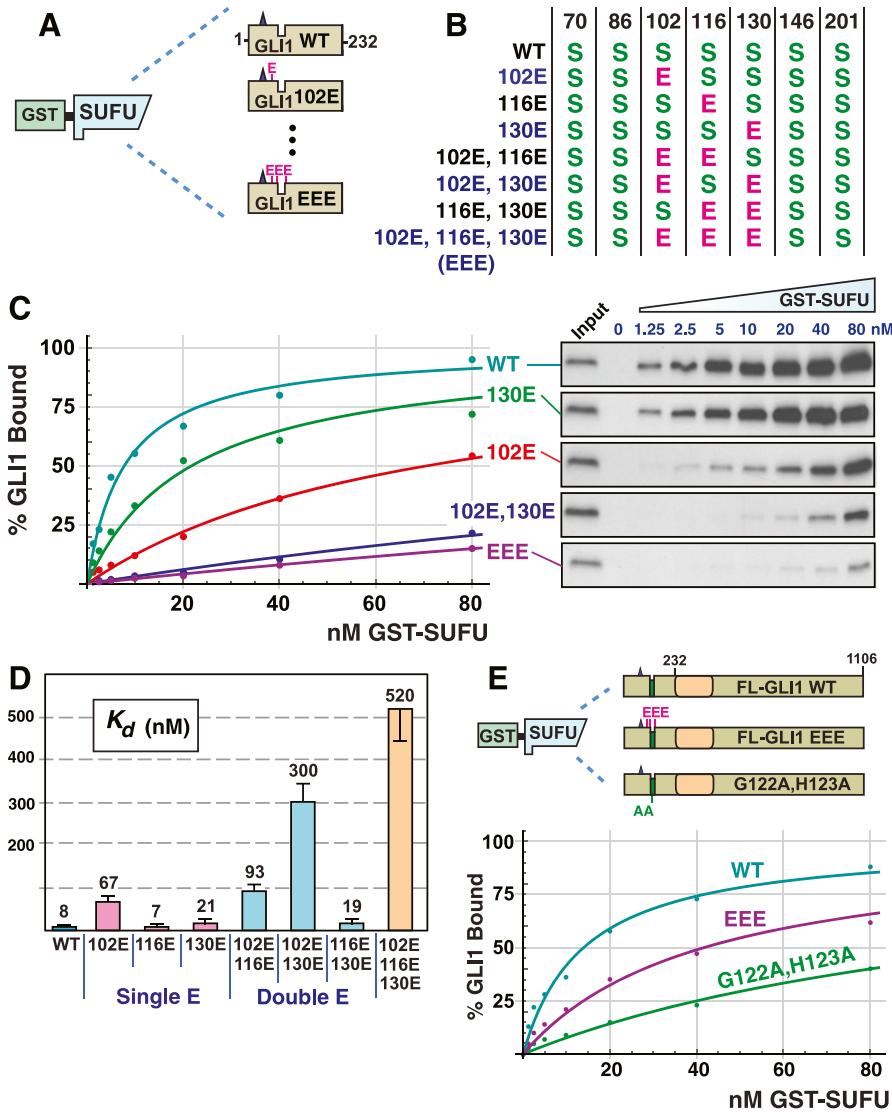 A
GST
SUFU
1-
GLI1 WT
-232
E
GLI1 102E
EEE
GLI1 EEE
B
70 86 102 116 130 146 201
WT S S S S S S S
102E S S E S S S S
116E S S S E S S S
130E S S S S E S S
102E, 116E S S E E S S S
102E, 130E S S E S E S S
116E, 130E S S S E E S S
102E, 116E, 130E S S E E E S S
(EEE)
C
% GLI1 Bound
100
75
50
25
20 40 60 80
nM GST-SUFU
WT
130E
102E
102E,130E
EEE
GST-SUFU
Input 0 1.25 2.5 5 10 20 40 80 nM
D
Kd (nM)
500
400
300
200
8
67
7
21
93
300
19
520
WT 102E 116E 130E 102E 102E 116E 102E
116E 130E 130E 116E
130E
Single E Double E
E
232 1106
GST
SUFU
FL-GLI1 WT
EEE
FL-GLI1 EEE
G122A,H123A
AA
% GLI1 Bound
100
75
50
25
WT
EEE
G122A,H123A
0 20 40 60 80
nM GST-SUFU